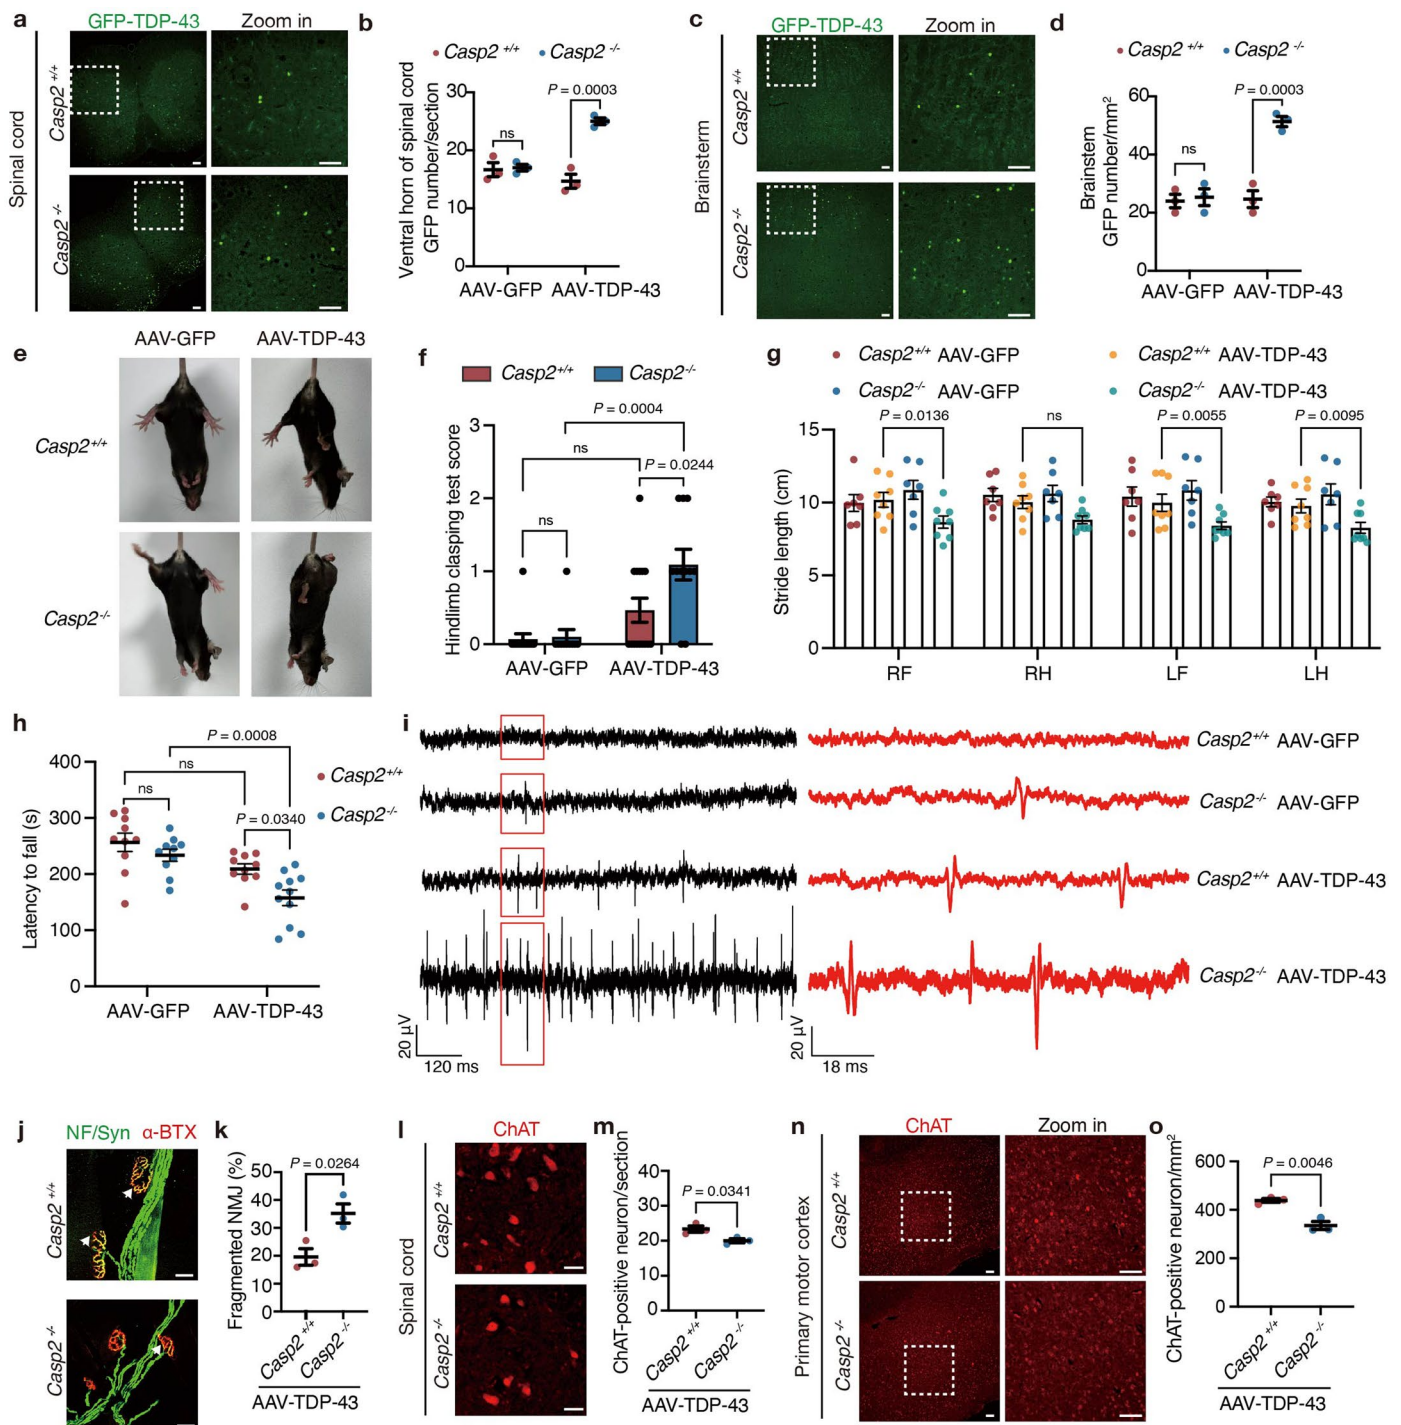 a
GFP-TDP-43
Zoom in
Spinal cord
Casp2 +/+
Casp2 -/-
b
Casp2 +/+
Casp2 -/-
Ventral horn of spinal cord
GFP number/section
30
20
10
0
ns
P = 0.0003
AAV-GFP
AAV-TDP-43
c
GFP-TDP-43
Zoom in
Brainsterm
Casp2 +/+
Casp2 -/-
d
Casp2 +/+
Casp2 -/-
Brainstem
GFP number/mm²
60
40
20
0
ns
P = 0.0003
AAV-GFP
AAV-TDP-43
e
AAV-GFP
AAV-TDP-43
Casp2+/+
Casp2-/-
f
Casp2+/+
Casp2-/-
Hindlimb clasping test score
3
2
1
0
P = 0.0004
ns
P = 0.0244
ns
AAV-GFP
AAV-TDP-43
g
Casp2+/+ AAV-GFP
Casp2+/+ AAV-TDP-43
Casp2-/- AAV-GFP
Casp2-/- AAV-TDP-43
Stride length (cm)
15
10
5
0
P = 0.0136
ns
P = 0.0055
P = 0.0095
RF
RH
LF
LH
h
Latency to fall (s)
400
300
200
100
0
P = 0.0008
ns
ns
P = 0.0340
Casp2+/+
Casp2-/-
AAV-GFP
AAV-TDP-43
i
Casp2+/+ AAV-GFP
Casp2-/- AAV-GFP
Casp2+/+ AAV-TDP-43
Casp2-/- AAV-TDP-43
20 µV
120 ms
20 µV
18 ms
j
NF/Syn
α-BTX
Casp2 +/+
Casp2 -/-
k
Fragmented NMJ (%)
50
40
30
20
10
0
P = 0.0264
Casp2+/+
Casp2-/-
AAV-TDP-43
l
ChAT
Spinal cord
Casp2 +/+
Casp2 -/-
m
ChAT-positive neuron/section
40
30
20
10
0
P = 0.0341
Casp2+/+
Casp2-/-
AAV-TDP-43
n
ChAT
Zoom in
Primary motor cortex
Casp2 +/+
Casp2 -/-
o
ChAT-positive neuron/mm²
600
400
200
0
P = 0.0046
Casp2+/+
Casp2-/-
AAV-TDP-43